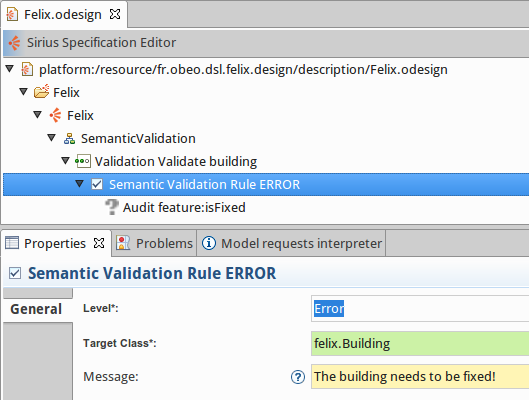 Felix.odesign
Sirius Specification Editor
platform:/resource/fr.obeo.dsl.felix.design/description/Felix.odesign
Felix
Felix
SemanticValidation
Validation Validate building
Semantic Validation Rule ERROR
Audit feature:isFixed
Properties Problems Model requests interpreter
Semantic Validation Rule ERROR
General
Level*: Error
Target Class*: felix.Building
Message: The building needs to be fixed!